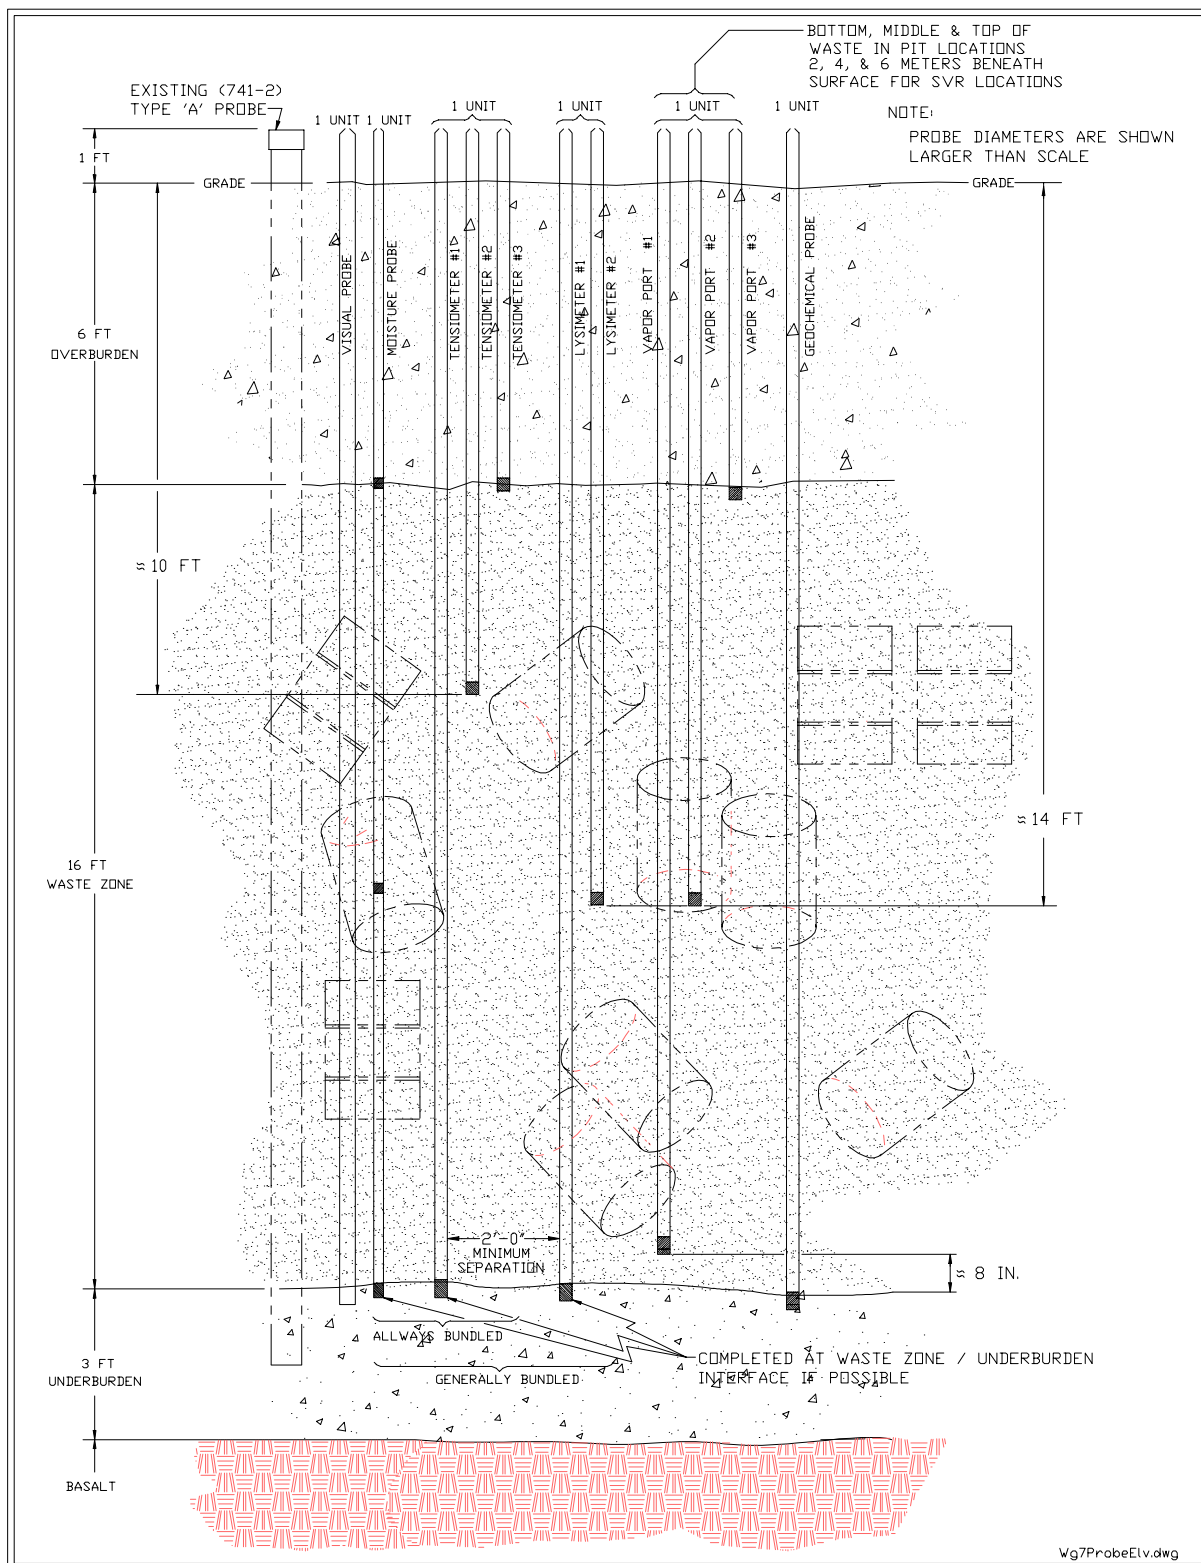 BOTTOM, MIDDLE & TOP OF
WASTE IN PIT LOCATIONS
2, 4, & 6 METERS BENEATH
SURFACE FOR SVR LOCATIONS
EXISTING (741-2)
TYPE 'A' PROBE
1 UNIT
1 UNIT
1 UNIT
1 UNIT
1 UNIT
1 UNIT
NOTE:
PROBE DIAMETERS ARE SHOWN
LARGER THAN SCALE
1 FT
GRADE
GRADE
VISUAL PROBE
MOISTURE PROBE
TENSIOMETER #1
TENSIOMETER #2
TENSIOMETER #3
LYSIMETER #1
LYSIMETER #2
VAPOR PORT #1
VAPOR PORT #2
VAPOR PORT #3
GEOCHEMICAL PROBE
6 FT
OVERBURDEN
≈ 10 FT
≈ 14 FT
16 FT
WASTE ZONE
2'-0"
MINIMUM
SEPARATION
≈ 8 IN.
ALLWAYS BUNDLED
GENERALLY BUNDLED
COMPLETED AT WASTE ZONE / UNDERBURDEN
INTERFACE IF POSSIBLE
3 FT
UNDERBURDEN
BASALT
Wg7ProbeElv.dwg